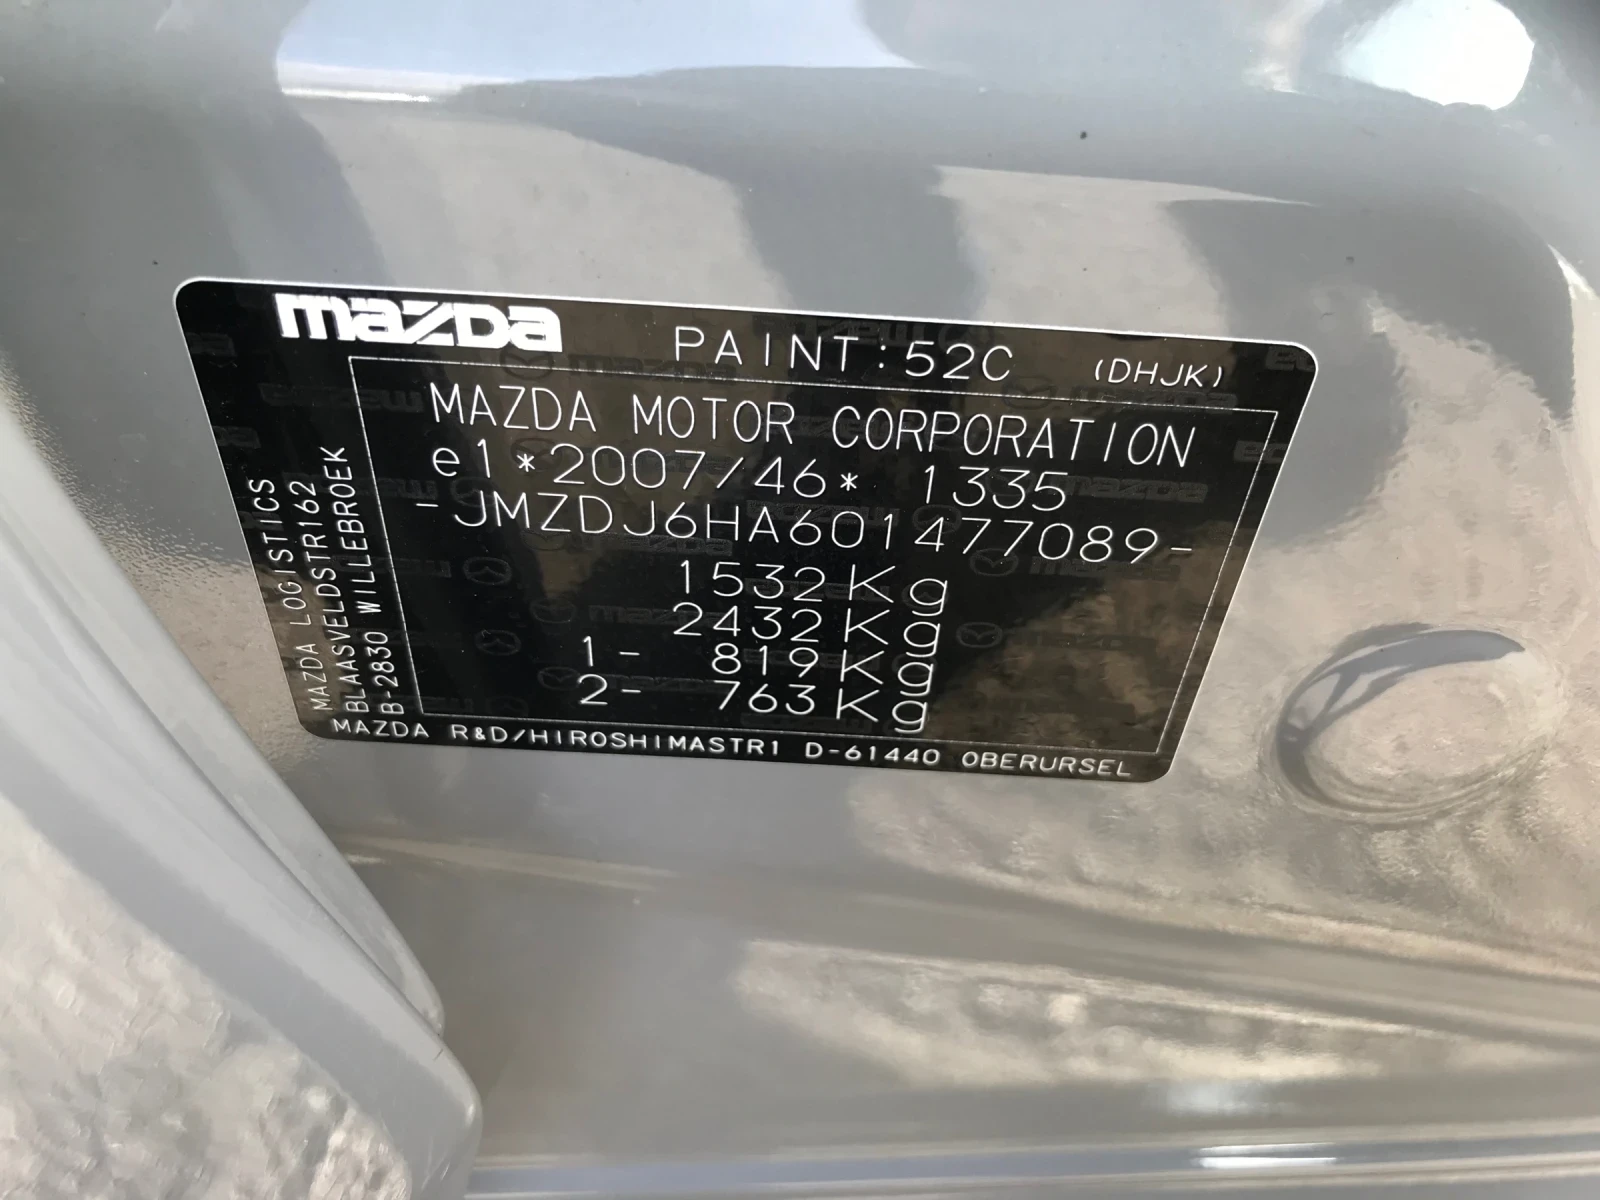 mazda PAINT:52C (DHJK)
MAZDA MOTOR CORPORATION
e1*2007/46* 1335
-JMZDJ6HA601477089-
1532Kg
2432Kg
1- 819Kg
2- 763Kg
MAZDA LOGISTICS
BLAASVELDSTR162
B-2830 WILLEBROEK
MAZDA R&D/HIROSHIMASTR1 D-61440 OBERURSEL